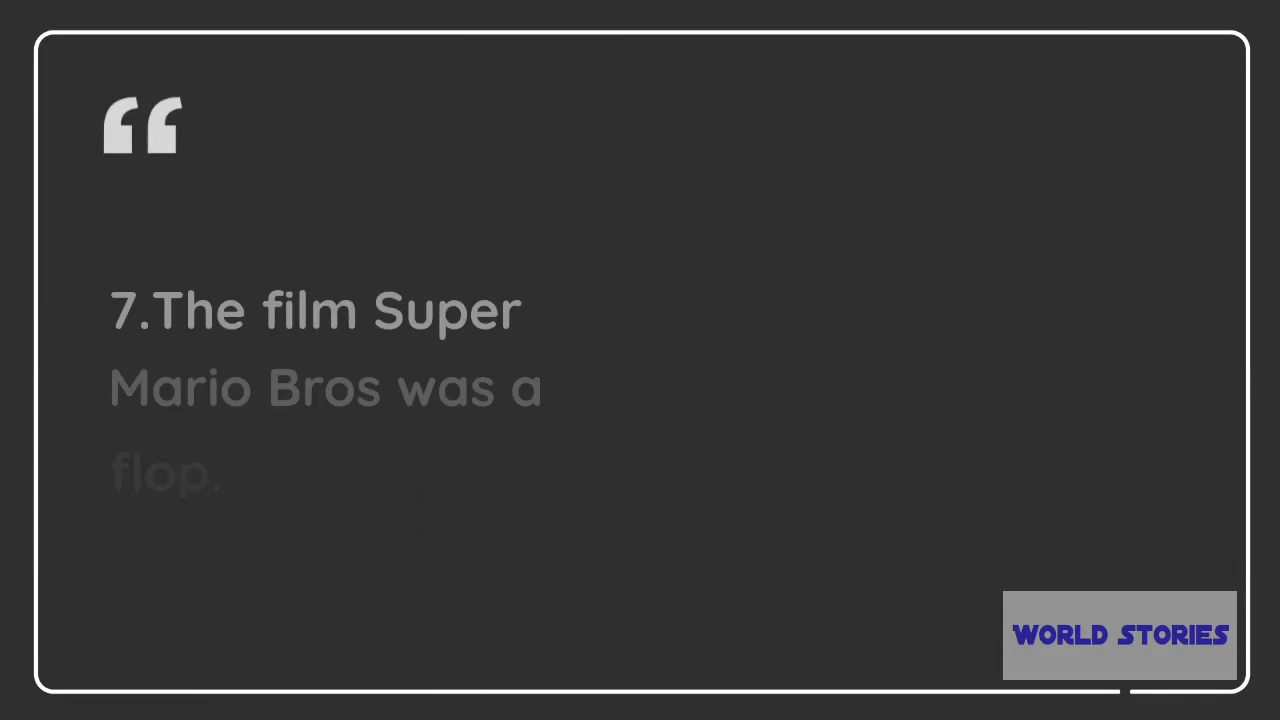 “
7.The film Super
Mario Bros was a
flop.
WORLD STORIES